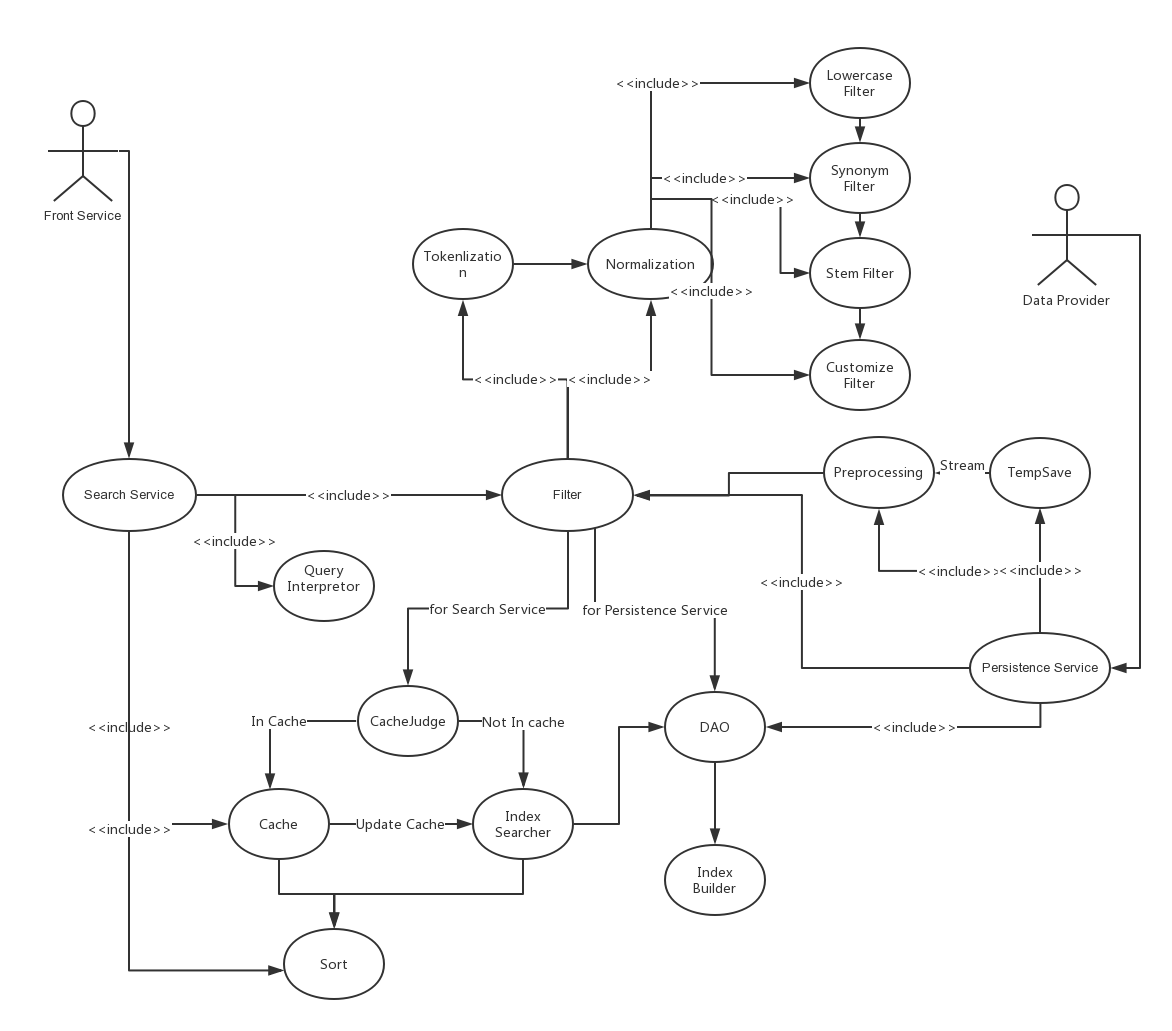 <<include>>
Lowercase
Filter
<<include>>
Synonym
Filter
<<include>>
Front Service
Tokenlizatio
n
Normalization
Stem Filter
<<include>>
Data Provider
<<include>>
<<include>>
Customize
Filter
Search Service
<<include>>
Filter
Preprocessing
Stream
TempSave
<<include>>
Query
Interpretor
<<include>>
<<include>>
<<include>>
for Search Service
for Persistence Service
Persistence Service
<<include>>
In Cache
CacheJudge
Not In cache
DAO
<<include>>
<<include>>
Cache
Update Cache
Index
Searcher
Index
Builder
Sort